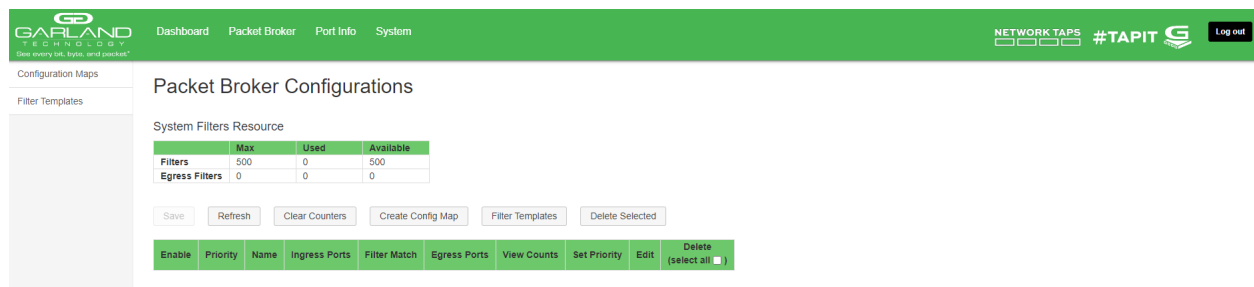 GARLAND
TECHNOLOGY
See every bit, byte, and packet®
Dashboard Packet Broker Port Info System
NETWORK TAPS
#TAPIT
Log out
Configuration Maps
Filter Templates
Packet Broker Configurations
System Filters Resource
Max Used Available
Filters 500 0 500
Egress Filters 0 0 0
Save Refresh Clear Counters Create Config Map Filter Templates Delete Selected
Enable Priority Name Ingress Ports Filter Match Egress Ports View Counts Set Priority Edit Delete
(select all )